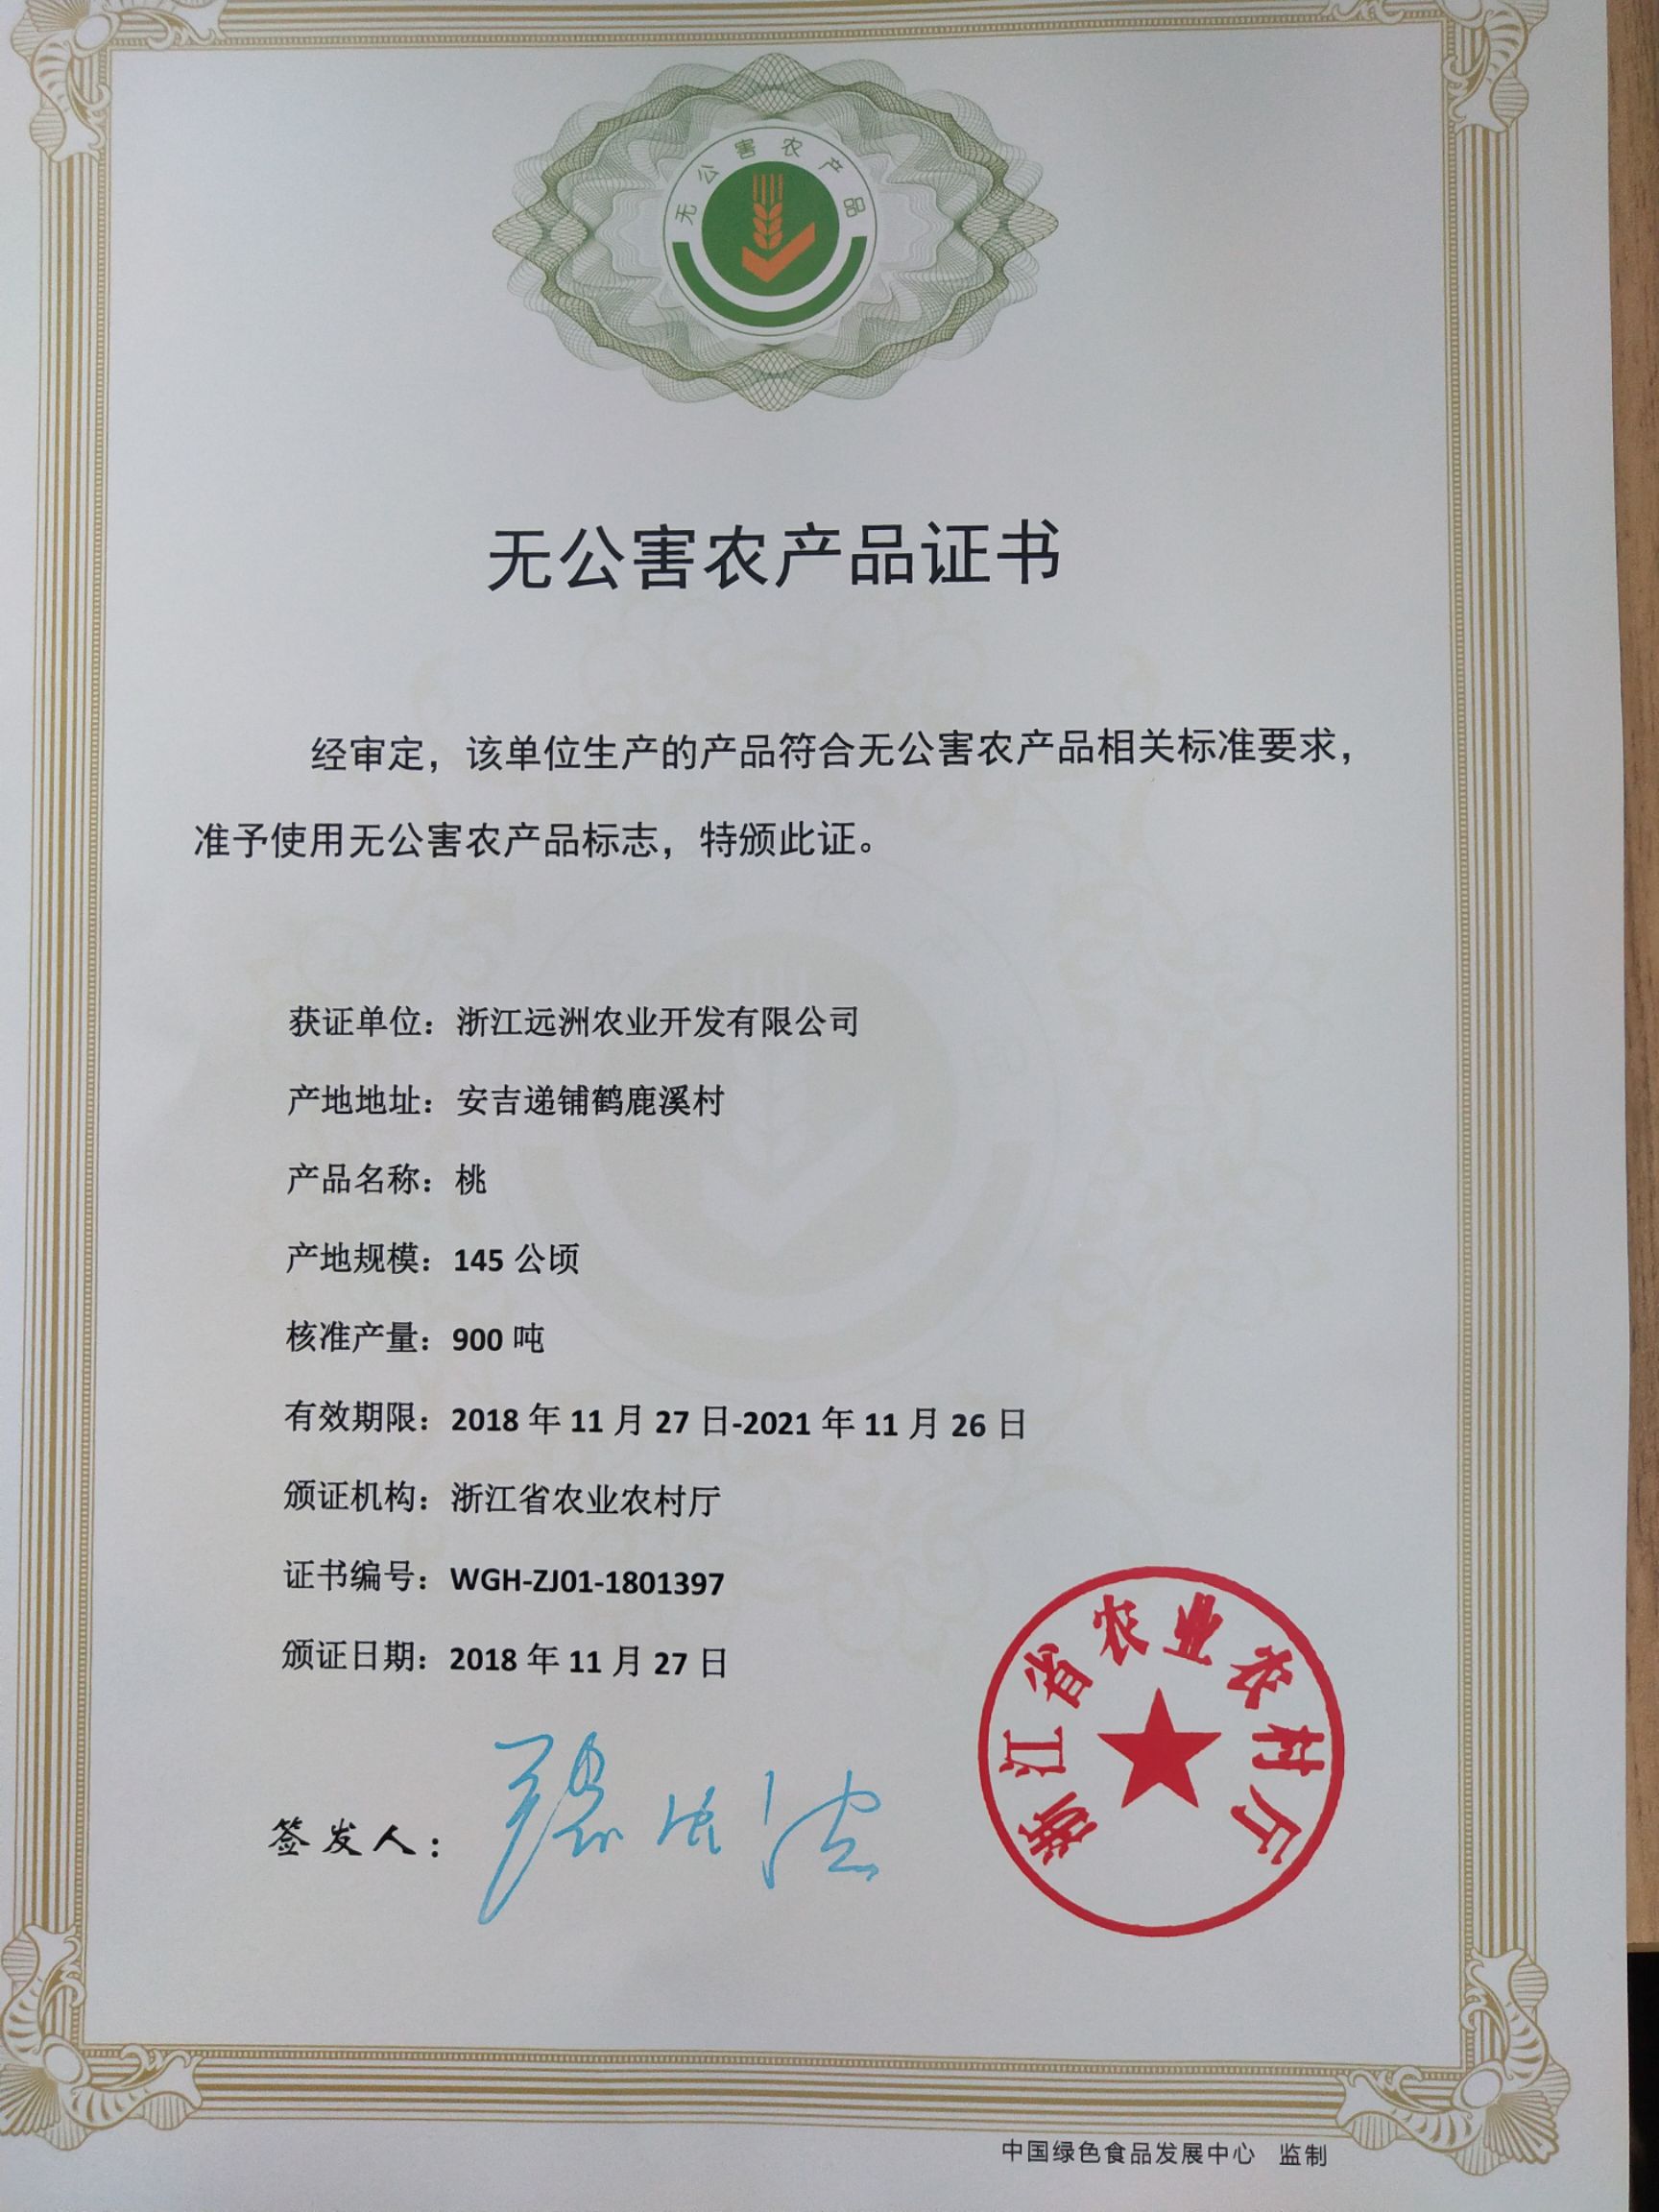 无公害农产品
无公害农产品证书
经审定，该单位生产的产品符合无公害农产品相关标准要求，
准予使用无公害农产品标志，特颁此证。
获证单位：浙江远洲农业开发有限公司
产地地址：安吉递铺鹤鹿溪村
产品名称：桃
产地规模：145 公顷
核准产量：900 吨
有效期限：2018 年 11 月 27 日-2021 年 11 月 26 日
颁证机构：浙江省农业农村厅
证书编号：WGH-ZJ01-1801397
颁证日期：2018 年 11 月 27 日
签发人：
浙江省农业农村厅
中国绿色食品发展中心 监制